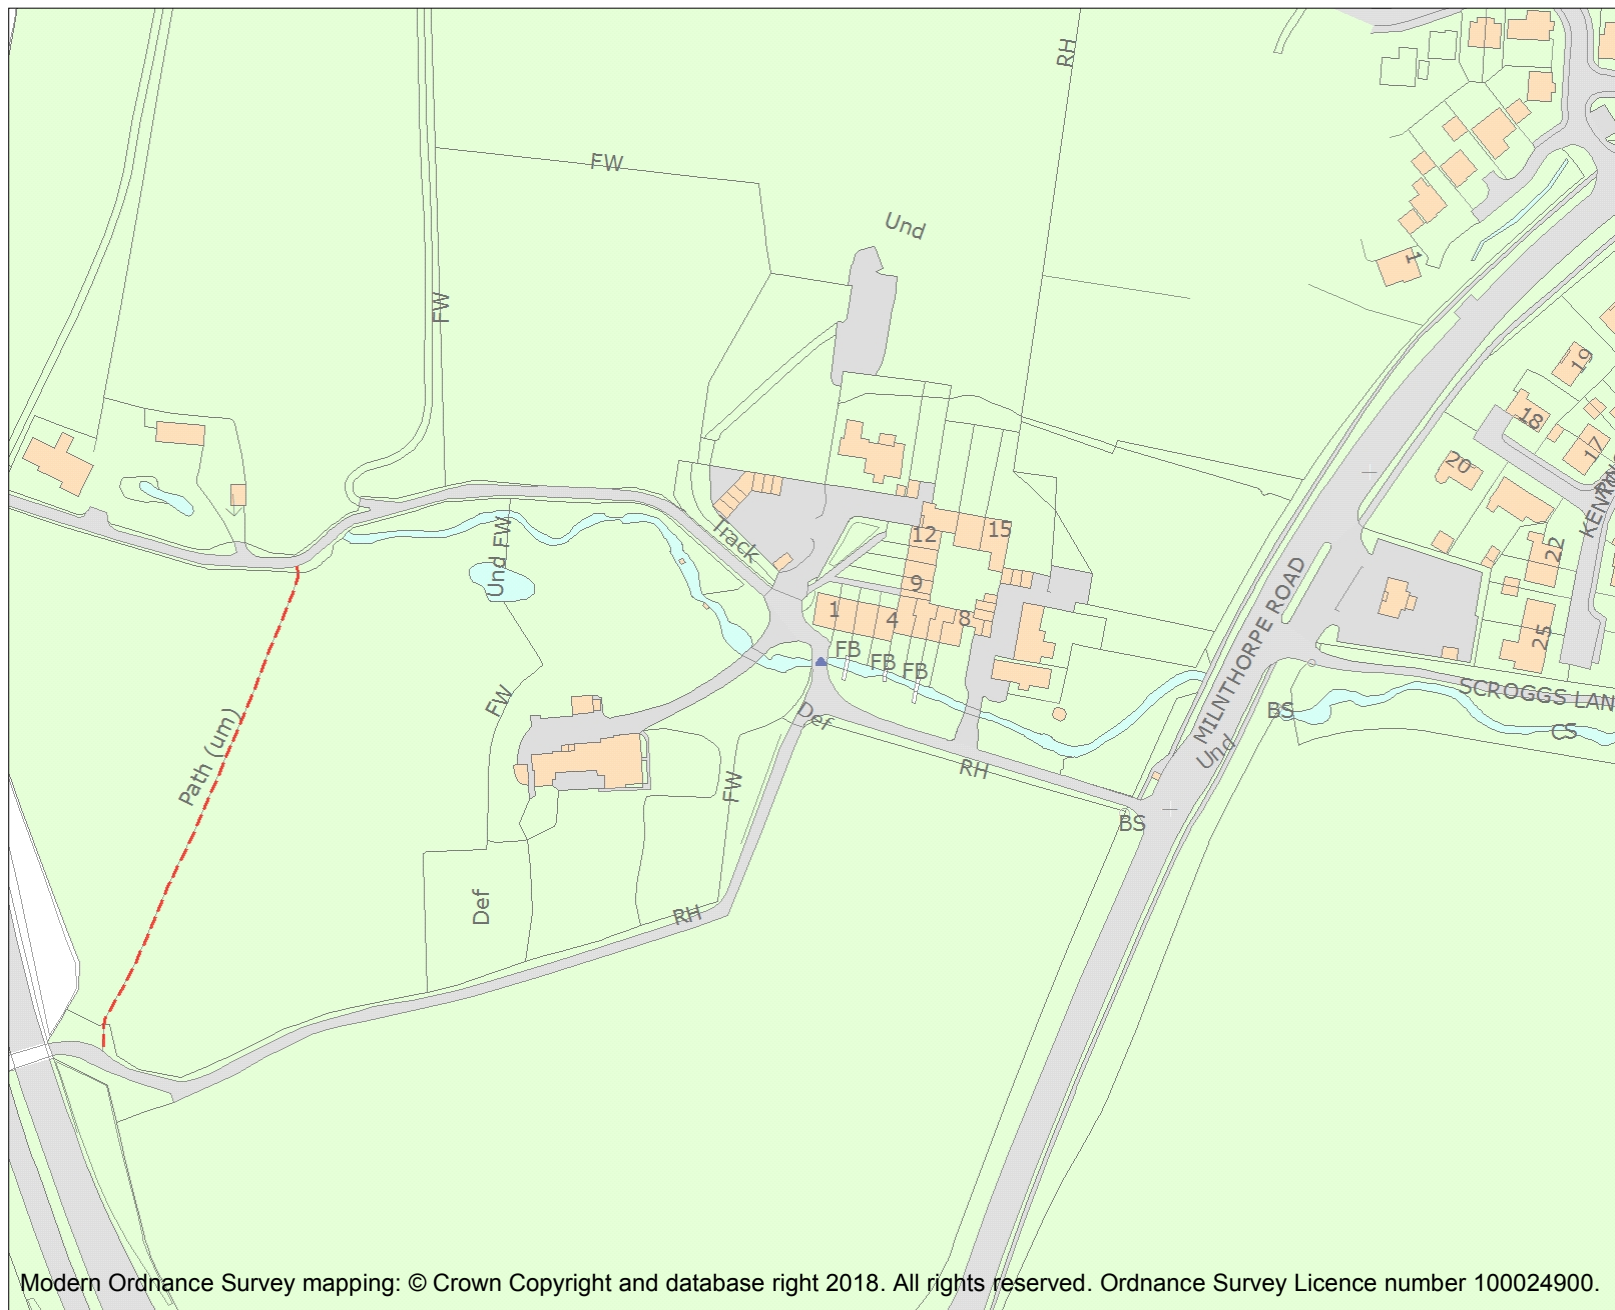 RH
FW
Und
1
FW
19
18
17
20
KENT
12
15
Track
Und FW
22
9
1
4
8
25
FB
FB
FB
MILNTHORPE ROAD
SCROGGS LAN
FW
BS
CS
Def
Und
Path (um)
RH
FW
BS
Def
RH
Modern Ordnance Survey mapping: © Crown Copyright and database right 2018. All rights reserved. Ordnance Survey Licence number 100024900.